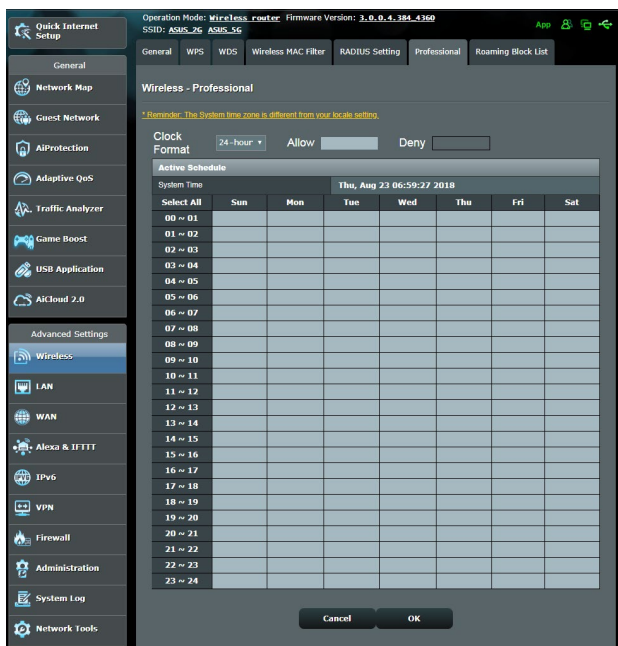 Quick Internet
Setup
General
Network Map
Guest Network
AiProtection
Adaptive QoS
Traffic Analyzer
Game Boost
USB Application
AiCloud 2.0
Advanced Settings
Wireless
LAN
WAN
Alexa & IFTTT
IPv6
VPN
Firewall
Administration
System Log
Network Tools
Operation Mode: Wireless router Firmware Version: 3.0.0.4.384_4360
SSID: ASUS_2G ASUS_5G
App
General WPS WDS Wireless MAC Filter RADIUS Setting Professional Roaming Block List
Wireless - Professional
* Reminder: The System time zone is different from your locale setting.
Clock
Format
24-hour
Allow
Deny
Active Schedule
System Time Thu, Aug 23 06:59:27 2018
Select All Sun Mon Tue Wed Thu Fri Sat
00 ~ 01
01 ~ 02
02 ~ 03
03 ~ 04
04 ~ 05
05 ~ 06
06 ~ 07
07 ~ 08
08 ~ 09
09 ~ 10
10 ~ 11
11 ~ 12
12 ~ 13
13 ~ 14
14 ~ 15
15 ~ 16
16 ~ 17
17 ~ 18
18 ~ 19
19 ~ 20
20 ~ 21
21 ~ 22
22 ~ 23
23 ~ 24
Cancel OK